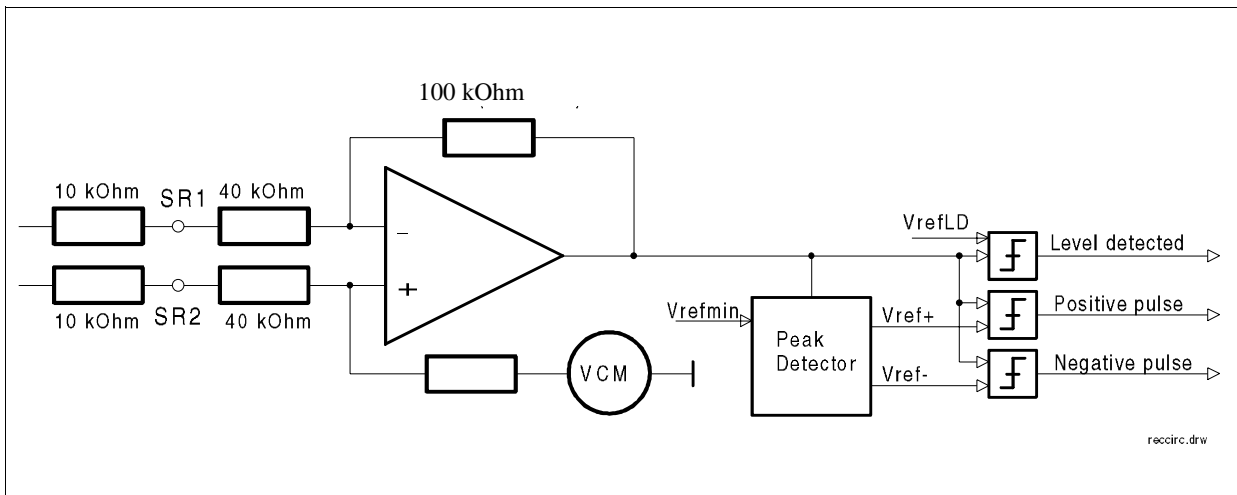 100 kOhm
10 kOhm
SR1
40 kOhm
-
+
10 kOhm
SR2
40 kOhm
VCM
VrefLD
Level detected
Vrefmin
Peak
Detector
Vref+
Positive pulse
Vref-
Negative pulse
reccirc.drw